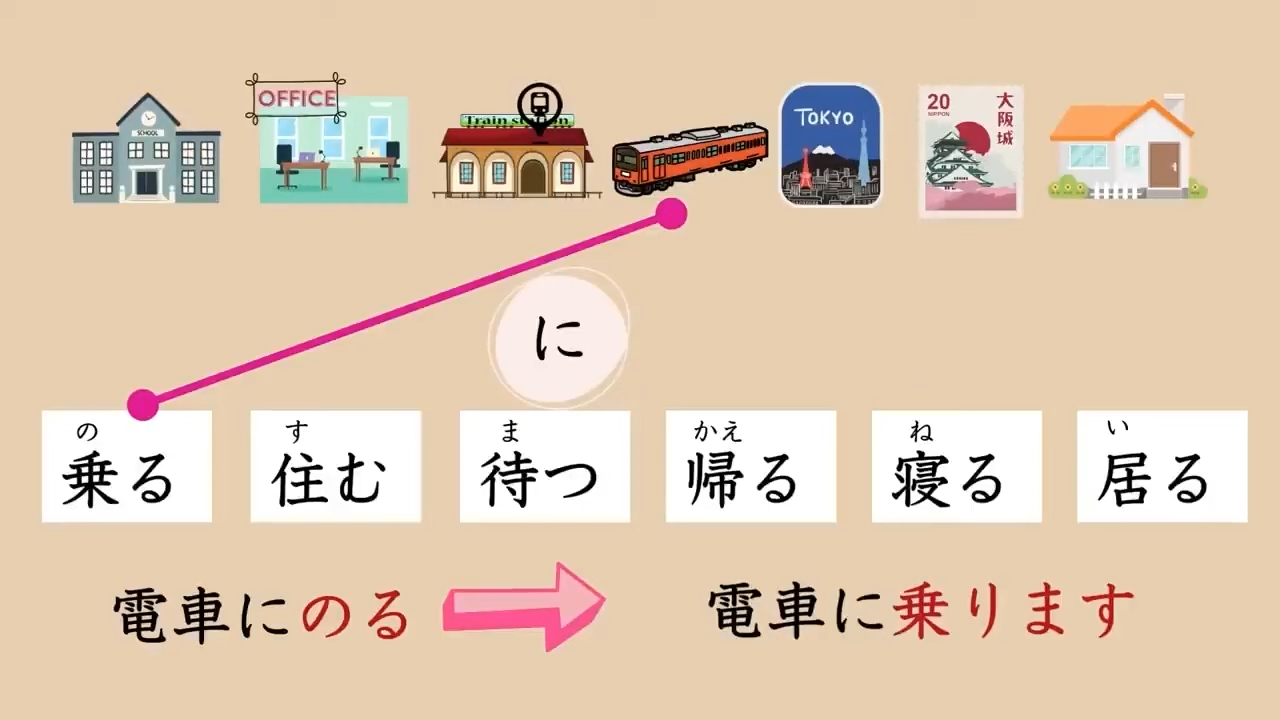 SCHOOL
OFFICE
Train station
TOKYO
20
NIPPON
大阪城
に
の
乗る
す
住む
ま
待つ
かえ
帰る
ね
寝る
い
居る
電車にのる
電車に乗ります